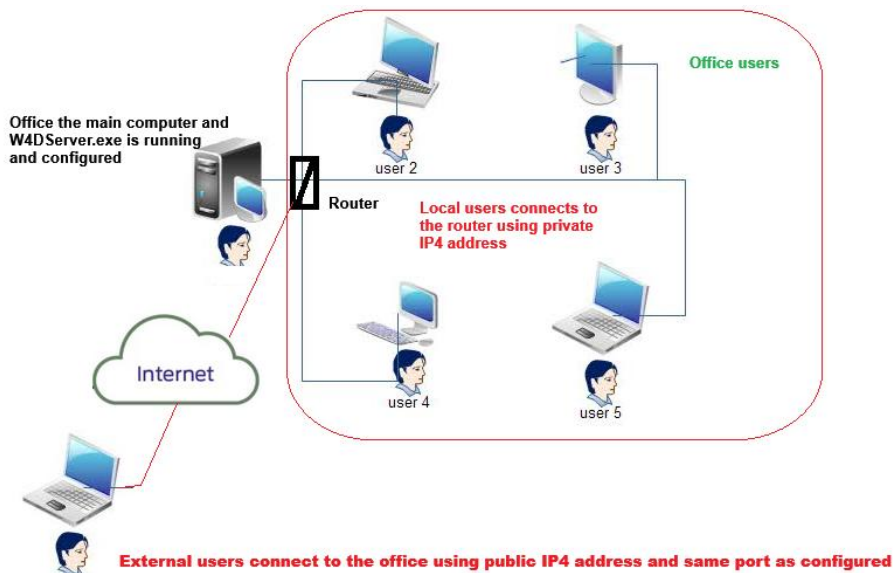 Office users
Office the main computer and
W4DServer.exe is running
and configured
user 2
user 3
Router
Local users connects to
the router using private
IP4 address
Internet
user 4
user 5
External users connect to the office using public IP4 address and same port as configured